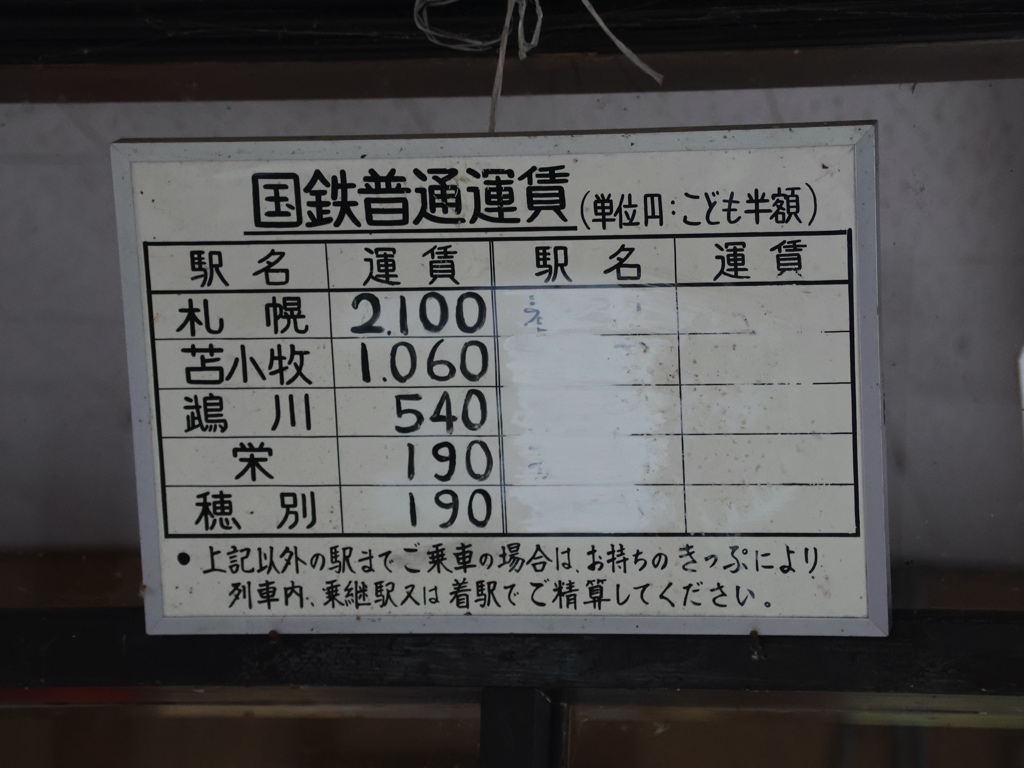 国鉄普通運賃(単位円:こども半額)
駅名 運賃 駅名 運賃
札幌 2.100
苫小牧 1.060
鵡川 540
栄 190
穂別 190
•上記以外の駅までご乗車の場合は、お持ちのきっぷにより
列車内、乗継駅又は着駅でご精算してください。